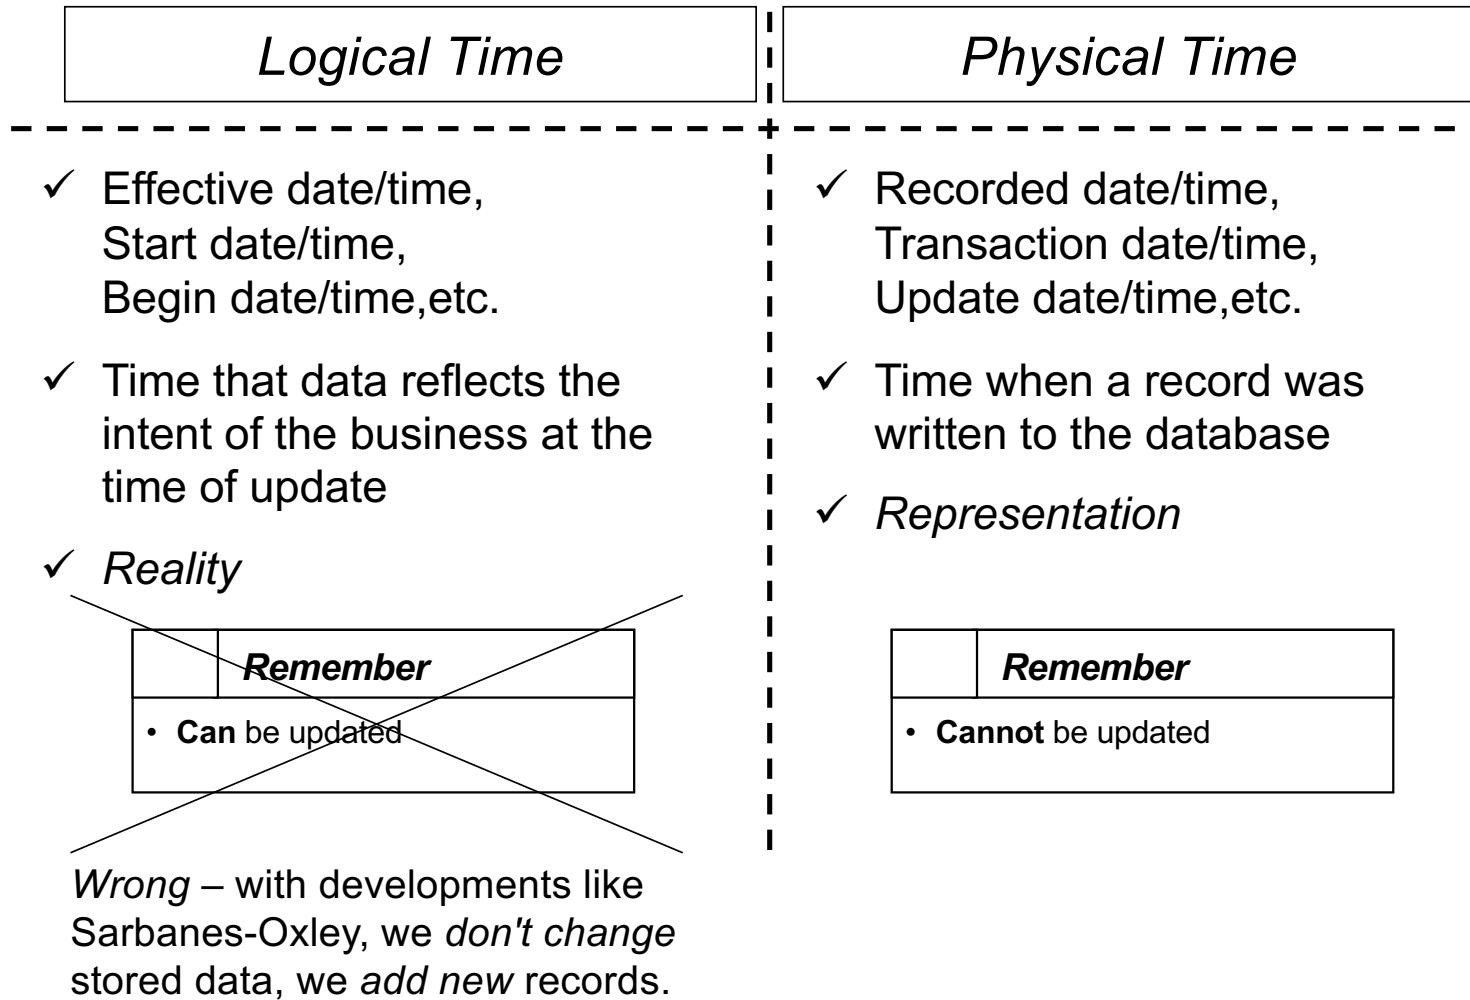 Logical Time
✓ Effective date/time,
Start date/time,
Begin date/time,etc.
✓ Time that data reflects the
intent of the business at the
time of update
✓ Reality
Remember
• Can be updated
Wrong – with developments like
Sarbanes-Oxley, we don't change
stored data, we add new records.
Physical Time
✓ Recorded date/time,
Transaction date/time,
Update date/time,etc.
✓ Time when a record was
written to the database
✓ Representation
Remember
• Cannot be updated